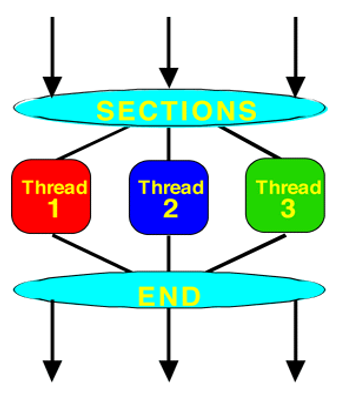 SECTIONS
Thread
1
Thread
2
Thread
3
END